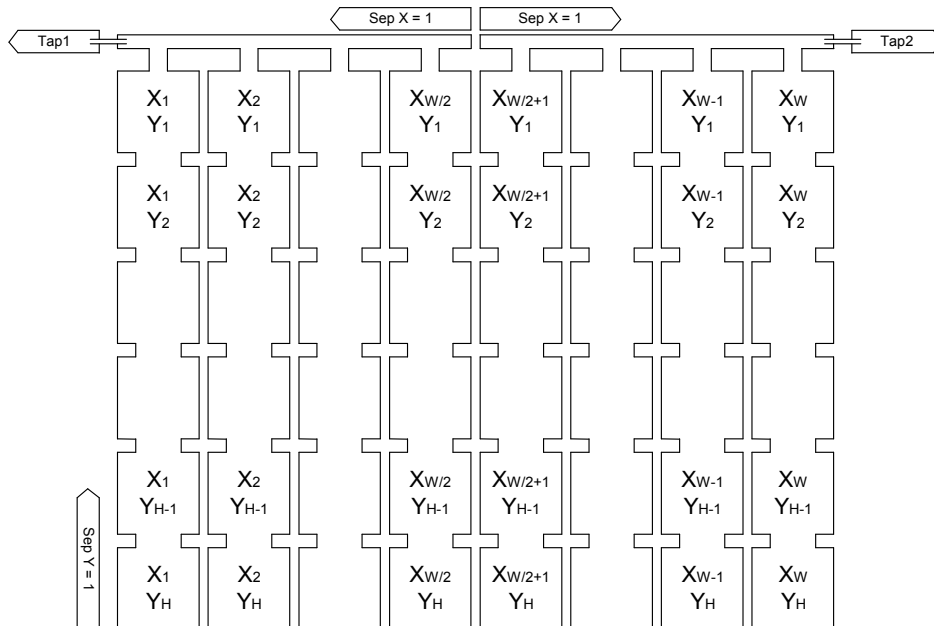 Sep X = 1 Sep X = 1
Tap1 Tap2
X1 X2 XW/2 XW/2+1 XW-1 XW
Y1 Y1 Y1 Y1 Y1 Y1
X1 X2 XW/2 XW/2+1 XW-1 XW
Y2 Y2 Y2 Y2 Y2 Y2
X1 X2 XW/2 XW/2+1 XW-1 XW
YH-1 YH-1 YH-1 YH-1 YH-1 YH-1
Sep Y = 1
X1 X2 XW/2 XW/2+1 XW-1 XW
YH YH YH YH YH YH